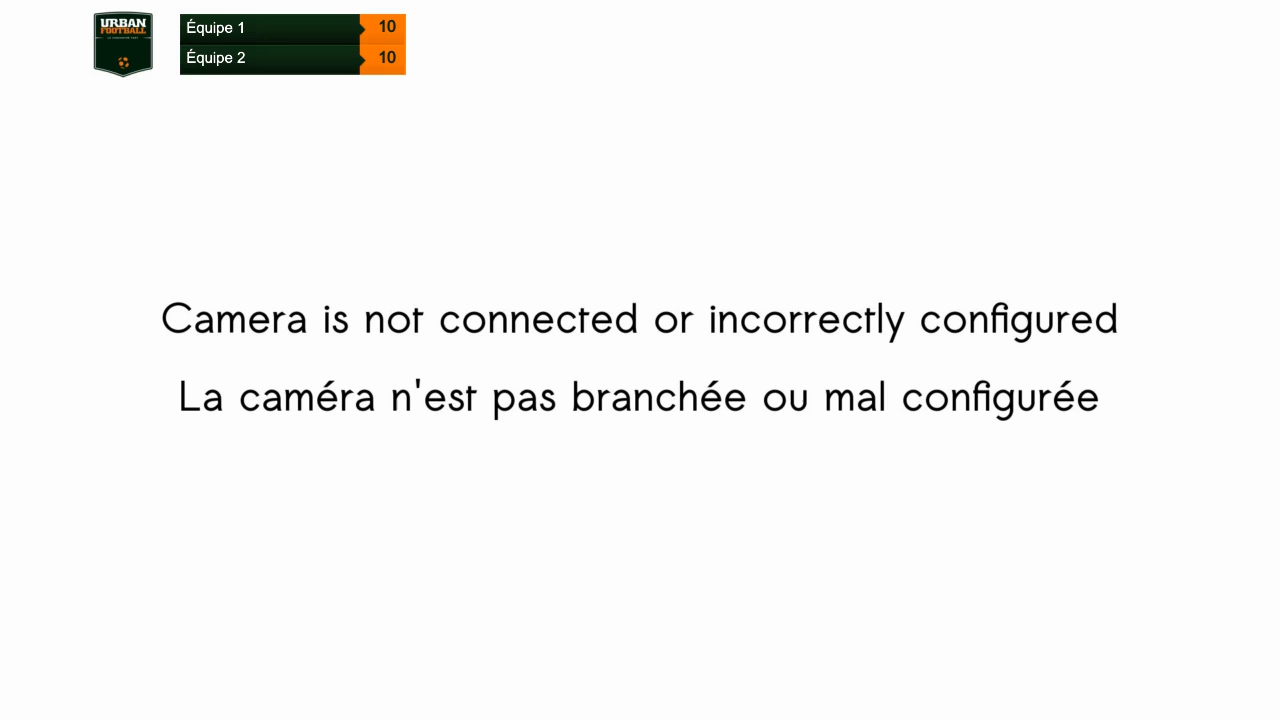 URBAN
FOOTBALL
Équipe 1 10
Équipe 2 10
Camera is not connected or incorrectly configured
La caméra n'est pas branchée ou mal configurée